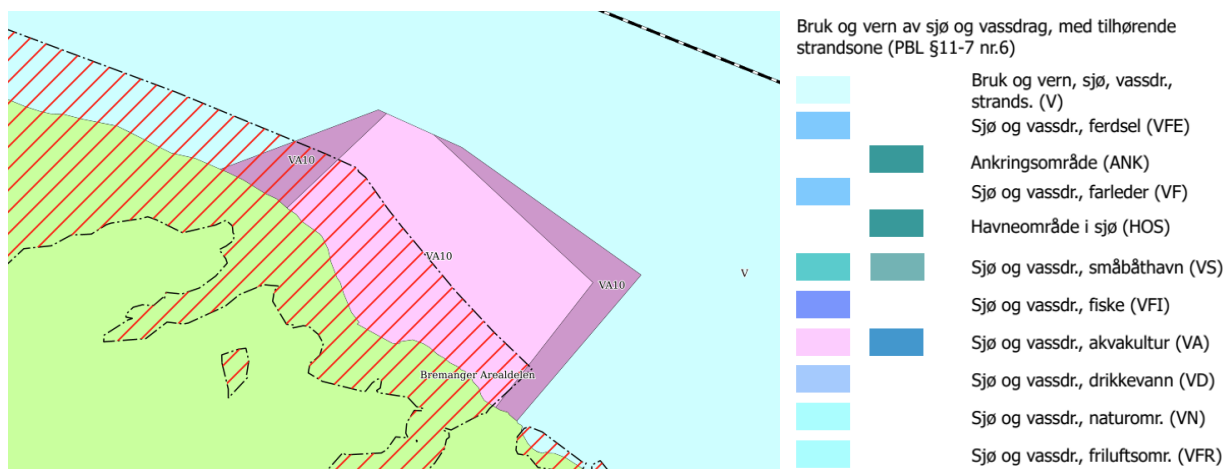 VA10
VA10
VA10
V
Bremanger Arealdelen
Bruk og vern av sjø og vassdrag, med tilhørende
strandsone (PBL §11-7 nr.6)
Bruk og vern, sjø, vassdr.,
strands. (V)
Sjø og vassdr., ferdsel (VFE)
Ankringsområde (ANK)
Sjø og vassdr., farleder (VF)
Havneområde i sjø (HOS)
Sjø og vassdr., småbåthavn (VS)
Sjø og vassdr., fiske (VFI)
Sjø og vassdr., akvakultur (VA)
Sjø og vassdr., drikkevann (VD)
Sjø og vassdr., naturomr. (VN)
Sjø og vassdr., friluftsomr. (VFR)